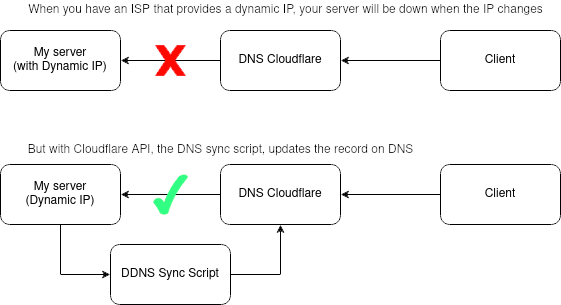 When you have an ISP that provides a dynamic IP, your server will be down when the IP changes
My server
(with Dynamic IP)
DNS Cloudflare
Client
But with Cloudflare API, the DNS sync script, updates the record on DNS
My server
(Dynamic IP)
DNS Cloudflare
Client
DDNS Sync Script